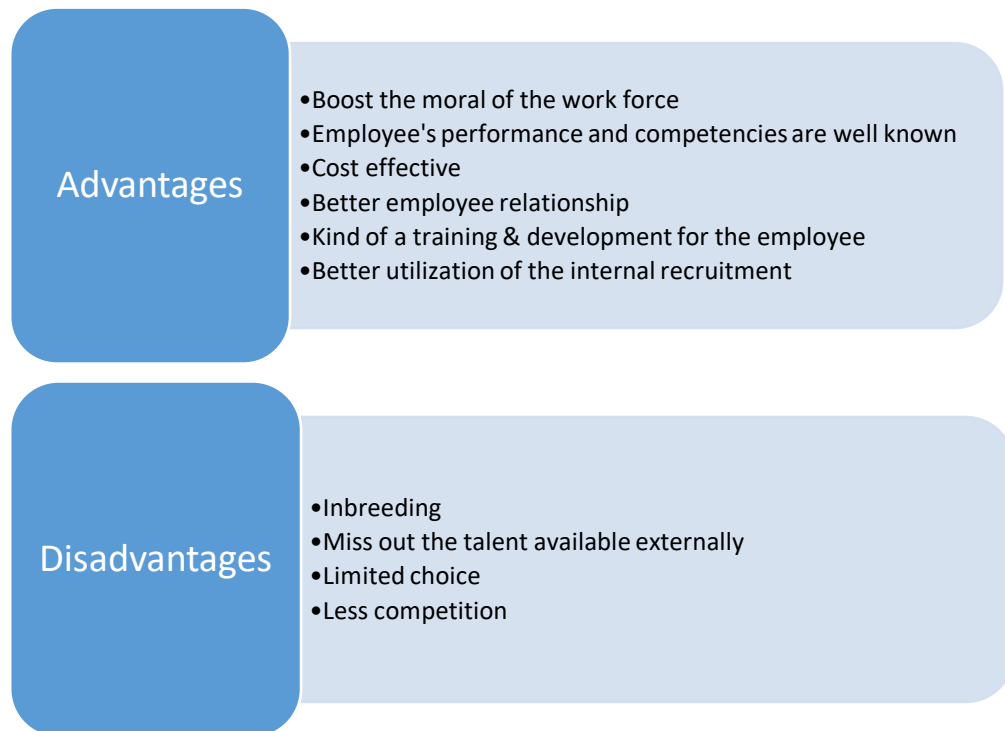 Advantages
•Boost the moral of the work force
•Employee's performance and competencies are well known
•Cost effective
•Better employee relationship
•Kind of a training & development for the employee
•Better utilization of the internal recruitment
Disadvantages
•Inbreeding
•Miss out the talent available externally
•Limited choice
•Less competition